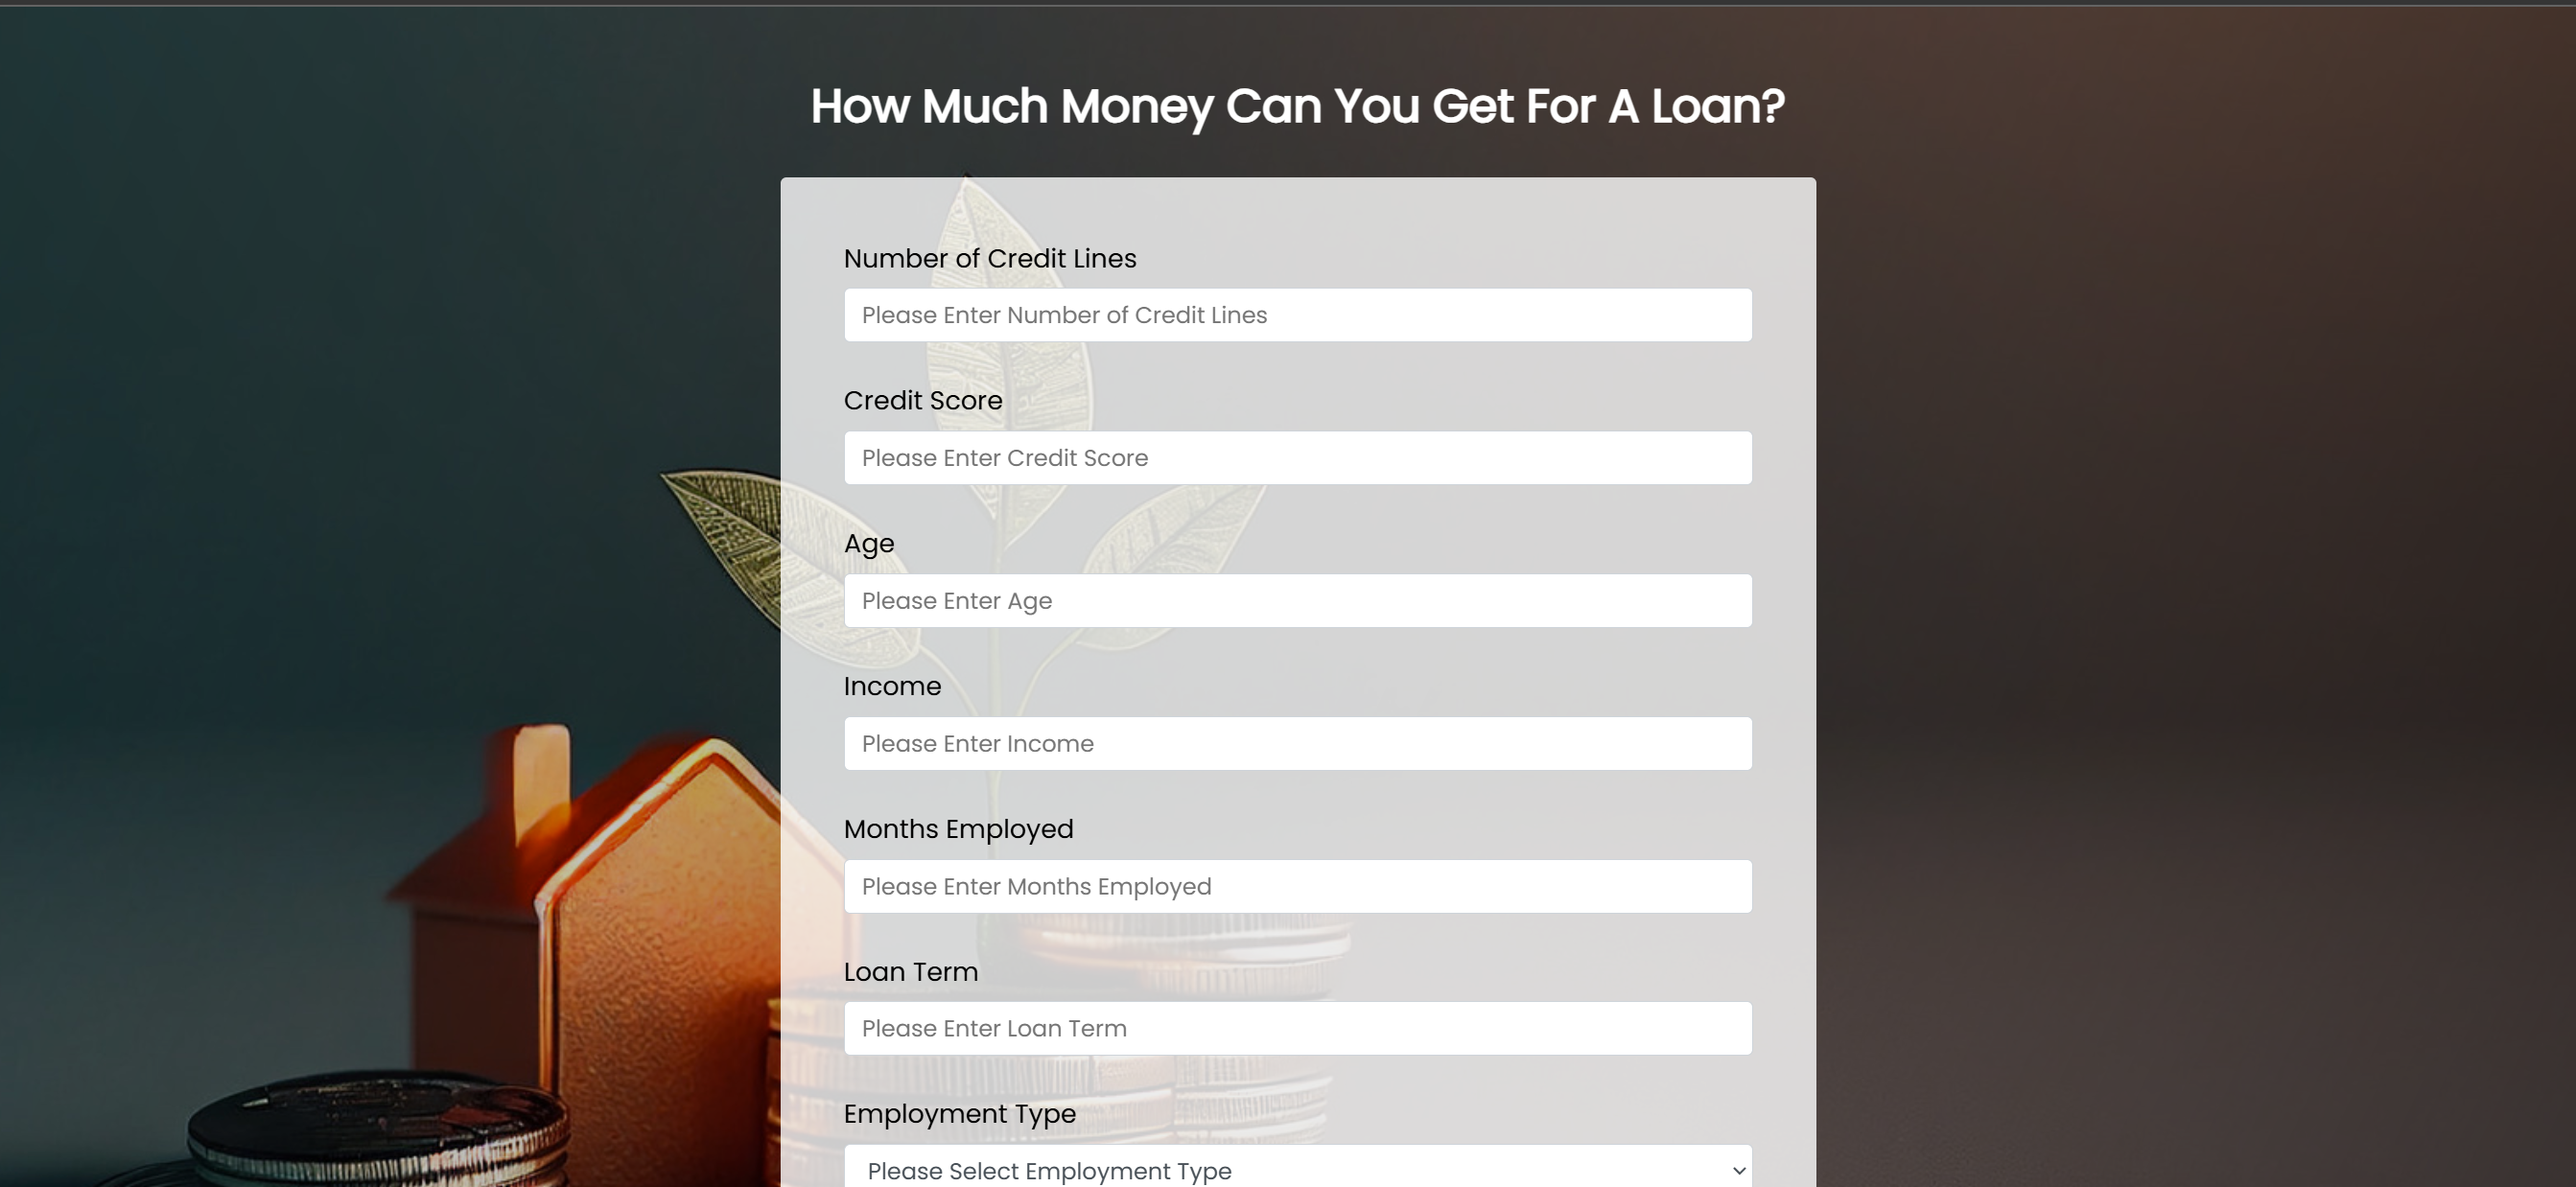 How Much Money Can You Get For A Loan?
Number of Credit Lines
Please Enter Number of Credit Lines
Credit Score
Please Enter Credit Score
Age
Please Enter Age
Income
Please Enter Income
Months Employed
Please Enter Months Employed
Loan Term
Please Enter Loan Term
Employment Type
Please Select Employment Type